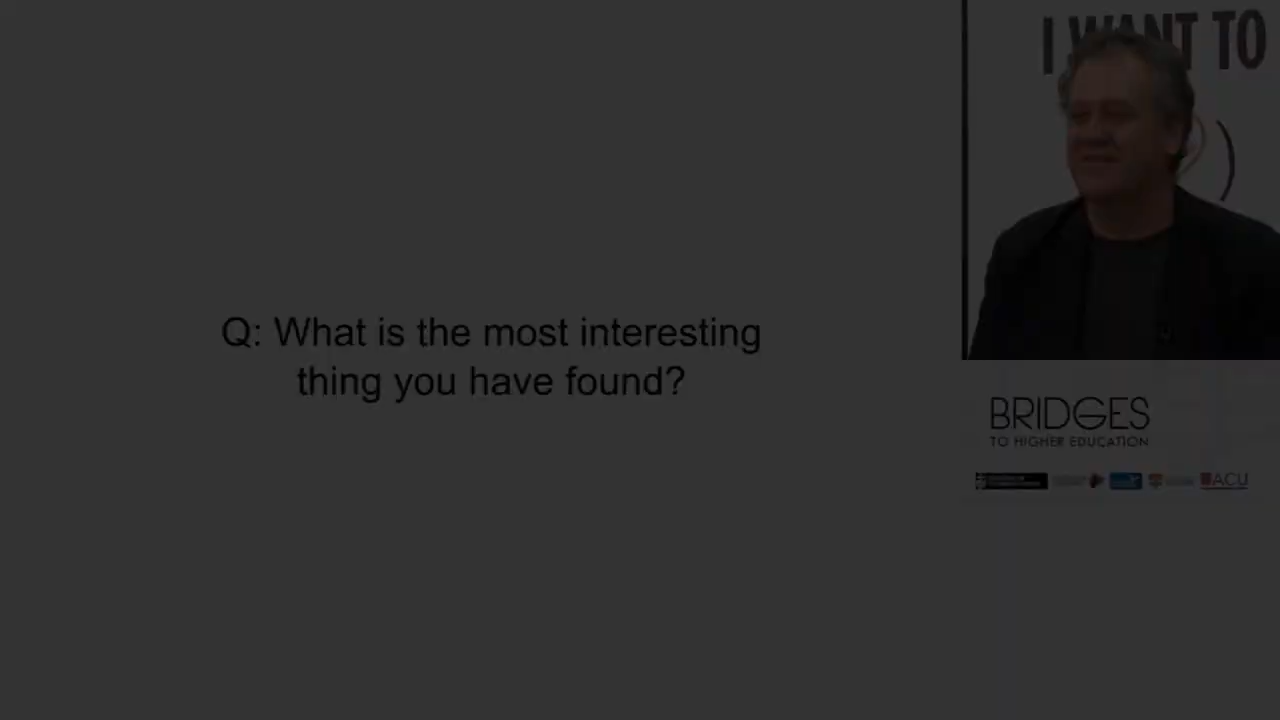 I WANT TO
Q: What is the most interesting
thing you have found?
BRIDGES
TO HIGHER EDUCATION
ACU